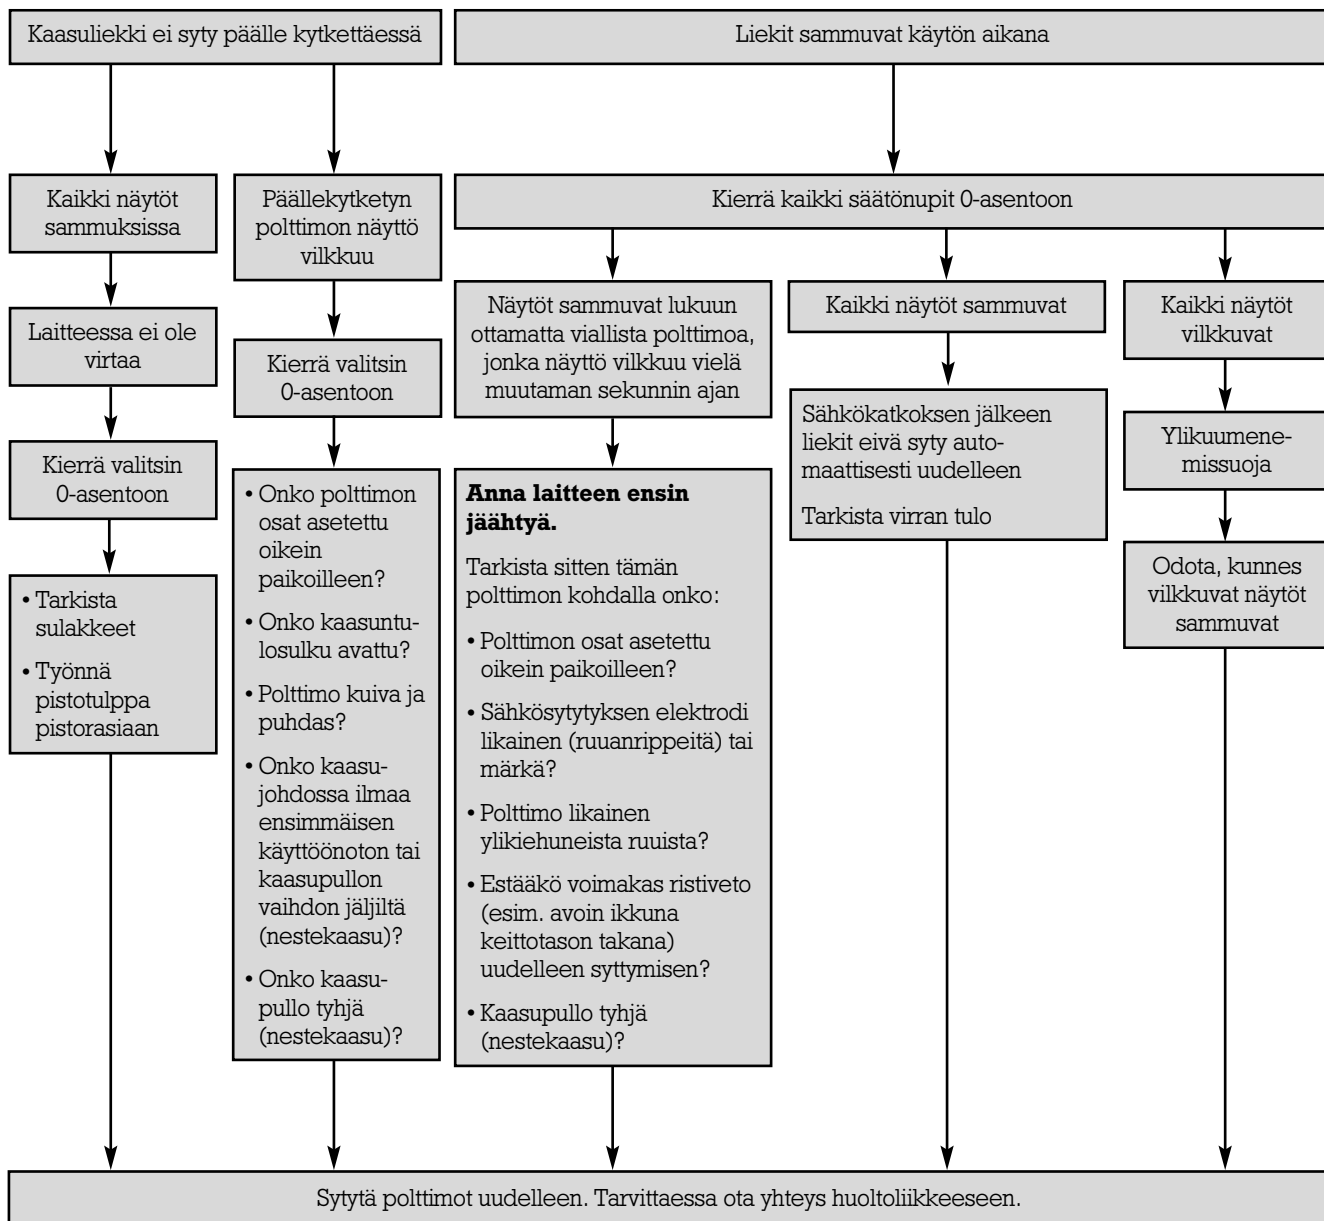 Kaasuliekki ei syty päälle kytkettäessä
Liekit sammuvat käytön aikana
Kaikki näytöt
sammuksissa
Laitteessa ei ole
virtaa
Kierrä valitsin
0-asentoon
• Tarkista
sulakkeet
• Työnnä
pistotulppa
pistorasiaan
Päällekytketyn
polttimon näyttö
vilkkuu
Kierrä valitsin
0-asentoon
• Onko polttimon
osat asetettu
oikein
paikoilleen?
• Onko kaasuntu-
losulku avattu?
• Polttimo kuiva ja
puhdas?
• Onko kaasu-
johdossa ilmaa
ensimmäisen
käyttöönoton tai
kaasupullon
vaihdon jäljiltä
(nestekaasu)?
• Onko kaasu-
pullo tyhjä
(nestekaasu)?
Kierrä kaikki säätönupit 0-asentoon
Näytöt sammuvat lukuun
ottamatta viallista polttimoa,
jonka näyttö vilkkuu vielä
muutaman sekunnin ajan
Anna laitteen ensin
jäähtyä.
Tarkista sitten tämän
polttimon kohdalla onko:
• Polttimon osat asetettu
oikein paikoilleen?
• Sähkösytytyksen elektrodi
likainen (ruuanrippeitä) tai
märkä?
• Polttimo likainen
ylikiehuneista ruuista?
• Estääkö voimakas ristiveto
(esim. avoin ikkuna
keittotason takana)
uudelleen syttymisen?
• Kaasupullo tyhjä
(nestekaasu)?
Kaikki näytöt sammuvat
Sähkökatkoksen jälkeen
liekit eivä syty auto-
maattisesti uudelleen
Tarkista virran tulo
Kaikki näytöt
vilkkuvat
Ylikuumene-
missuoja
Odota, kunnes
vilkkuvat näytöt
sammuvat
Sytytä polttimot uudelleen. Tarvittaessa ota yhteys huoltoliikkeeseen.